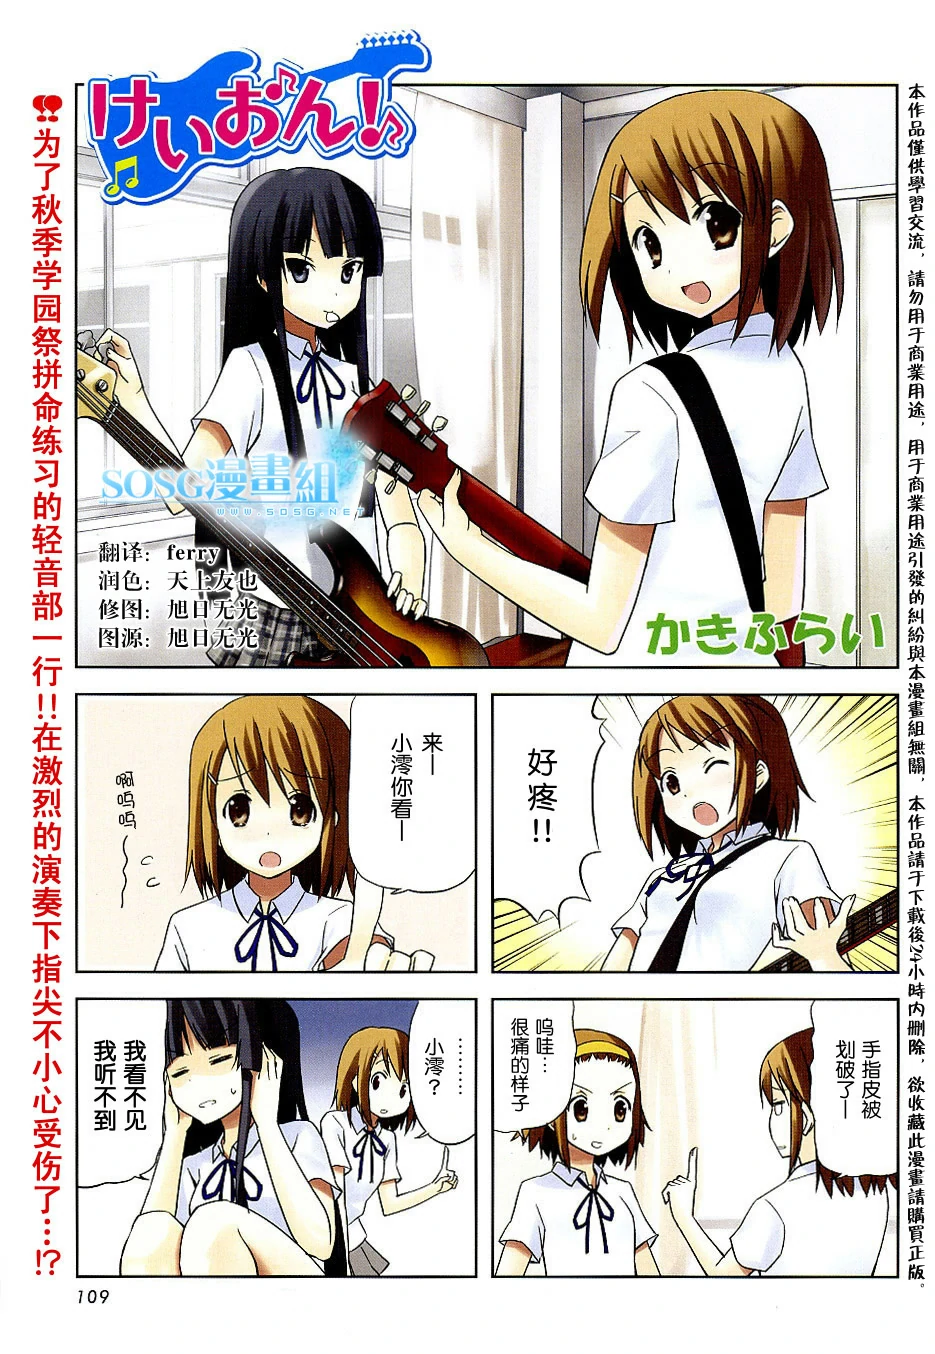 けいおん!
本作品僅供學習交流，請勿用于商業用途，用于商業用途引發的糾紛與本漫畫組無關，本作品請于下載後24小時内删除，欲收藏此漫畫請購買正版。
!!为了秋季学园祭拼命练习的轻音部一行!!在激烈的演奏下指尖不小心受伤了…!?
SOSG漫畫組
WWW.SOSG.NET
翻译：ferry
润色：天上友也
修图：旭日无光
图源：旭日无光
かきふらい
好疼!!
手指皮被
划破了—
呜哇…
很痛的样子
来—
小澪你看—
啊呜呜～
………
小澪？
我看不见
我听不到
109